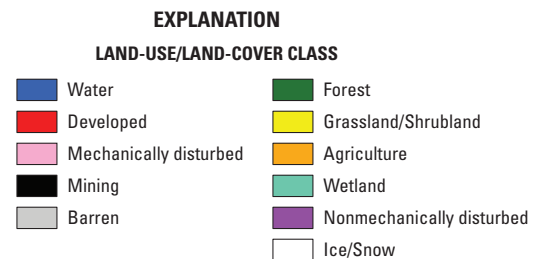 EXPLANATION
LAND-USE/LAND-COVER CLASS
Water
Developed
Mechanically disturbed
Mining
Barren
Forest
Grassland/Shrubland
Agriculture
Wetland
Nonmechanically disturbed
Ice/Snow